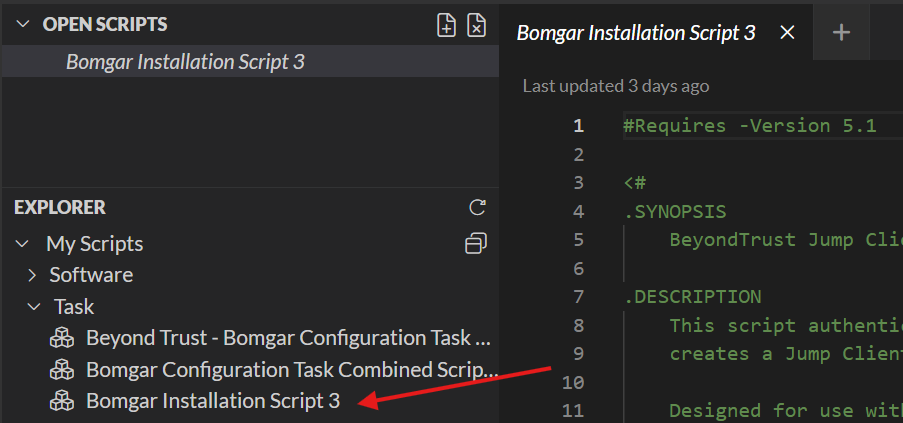 OPEN SCRIPTS
Bomgar Installation Script 3
EXPLORER
My Scripts
Software
Task
Beyond Trust - Bomgar Configuration Task ...
Bomgar Configuration Task Combined Scrip...
Bomgar Installation Script 3
Bomgar Installation Script 3
Last updated 3 days ago
1 #Requires -Version 5.1
2
3 <#
4 .SYNOPSIS
5 BeyondTrust Jump Clie
6
7 .DESCRIPTION
8 This script authentic
9 creates a Jump Client
10
11 Designed for use with